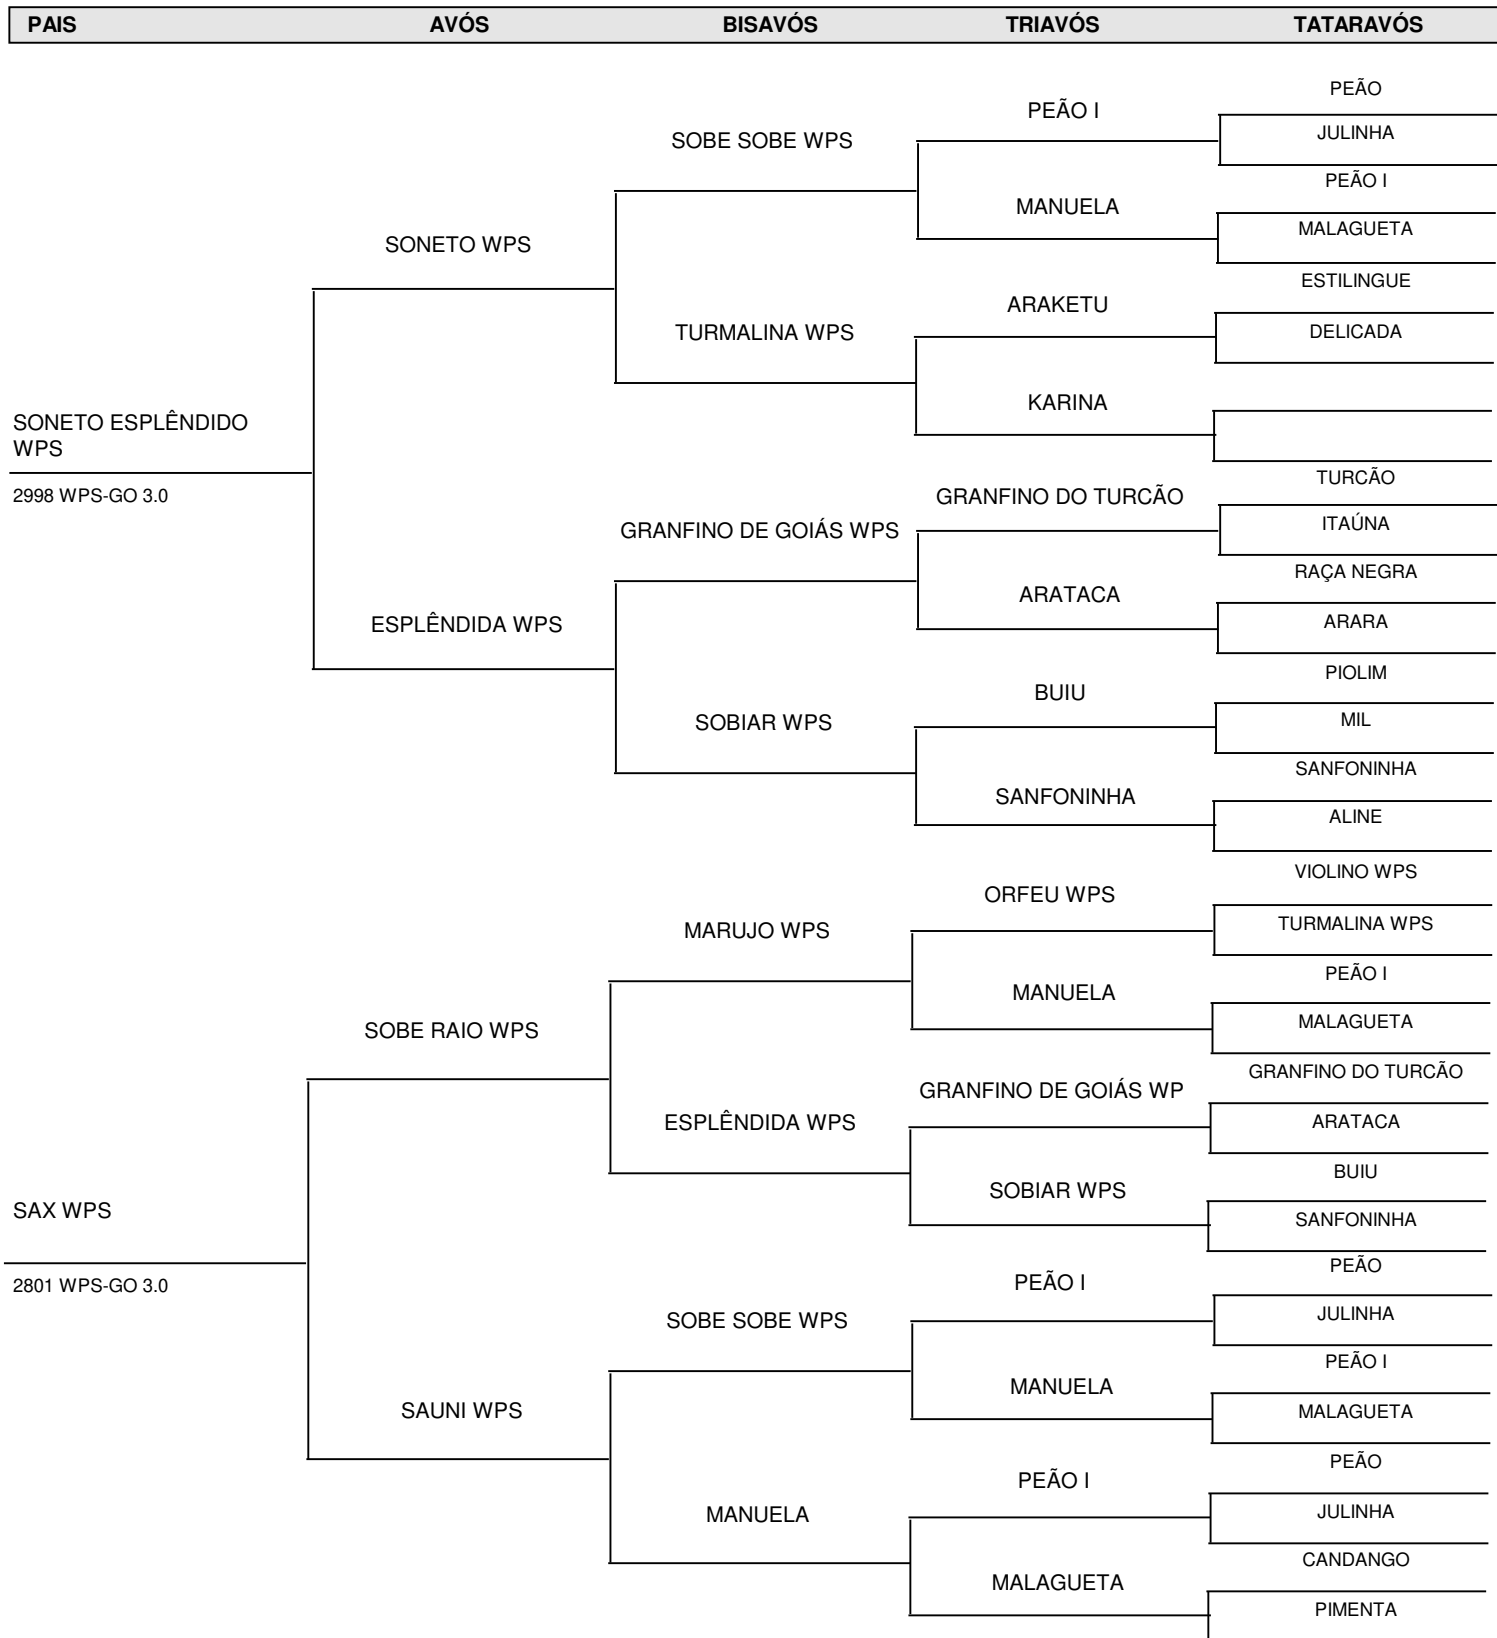 PAIS AVÓS BISAVÓS TRIAVÓS TATARAVÓS
PEÃO
PEÃO I
JULINHA
SOBE SOBE WPS
PEÃO I
MANUELA
MALAGUETA
SONETO WPS
ESTILINGUE
ARAKETU
TURMALINA WPS
DELICADA
KARINA
SONETO ESPLÊNDIDO
WPS
TURCÃO
2998 WPS-GO 3.0
GRANFINO DO TURCÃO
ITAÚNA
GRANFINO DE GOIÁS WPS
RAÇA NEGRA
ARATACA
ARARA
ESPLÊNDIDA WPS
PIOLIM
BUIU
MIL
SOBIAR WPS
SANFONINHA
SANFONINHA
ALINE
VIOLINO WPS
ORFEU WPS
TURMALINA WPS
MARUJO WPS
PEÃO I
MANUELA
MALAGUETA
SOBE RAIO WPS
GRANFINO DO TURCÃO
GRANFINO DE GOIÁS WP
ARATACA
ESPLÊNDIDA WPS
BUIU
SOBIAR WPS
SAX WPS
SANFONINHA
PEÃO
2801 WPS-GO 3.0
PEÃO I
JULINHA
SOBE SOBE WPS
PEÃO I
MANUELA
MALAGUETA
SAUNI WPS
PEÃO
PEÃO I
JULINHA
MANUELA
CANDANGO
MALAGUETA
PIMENTA